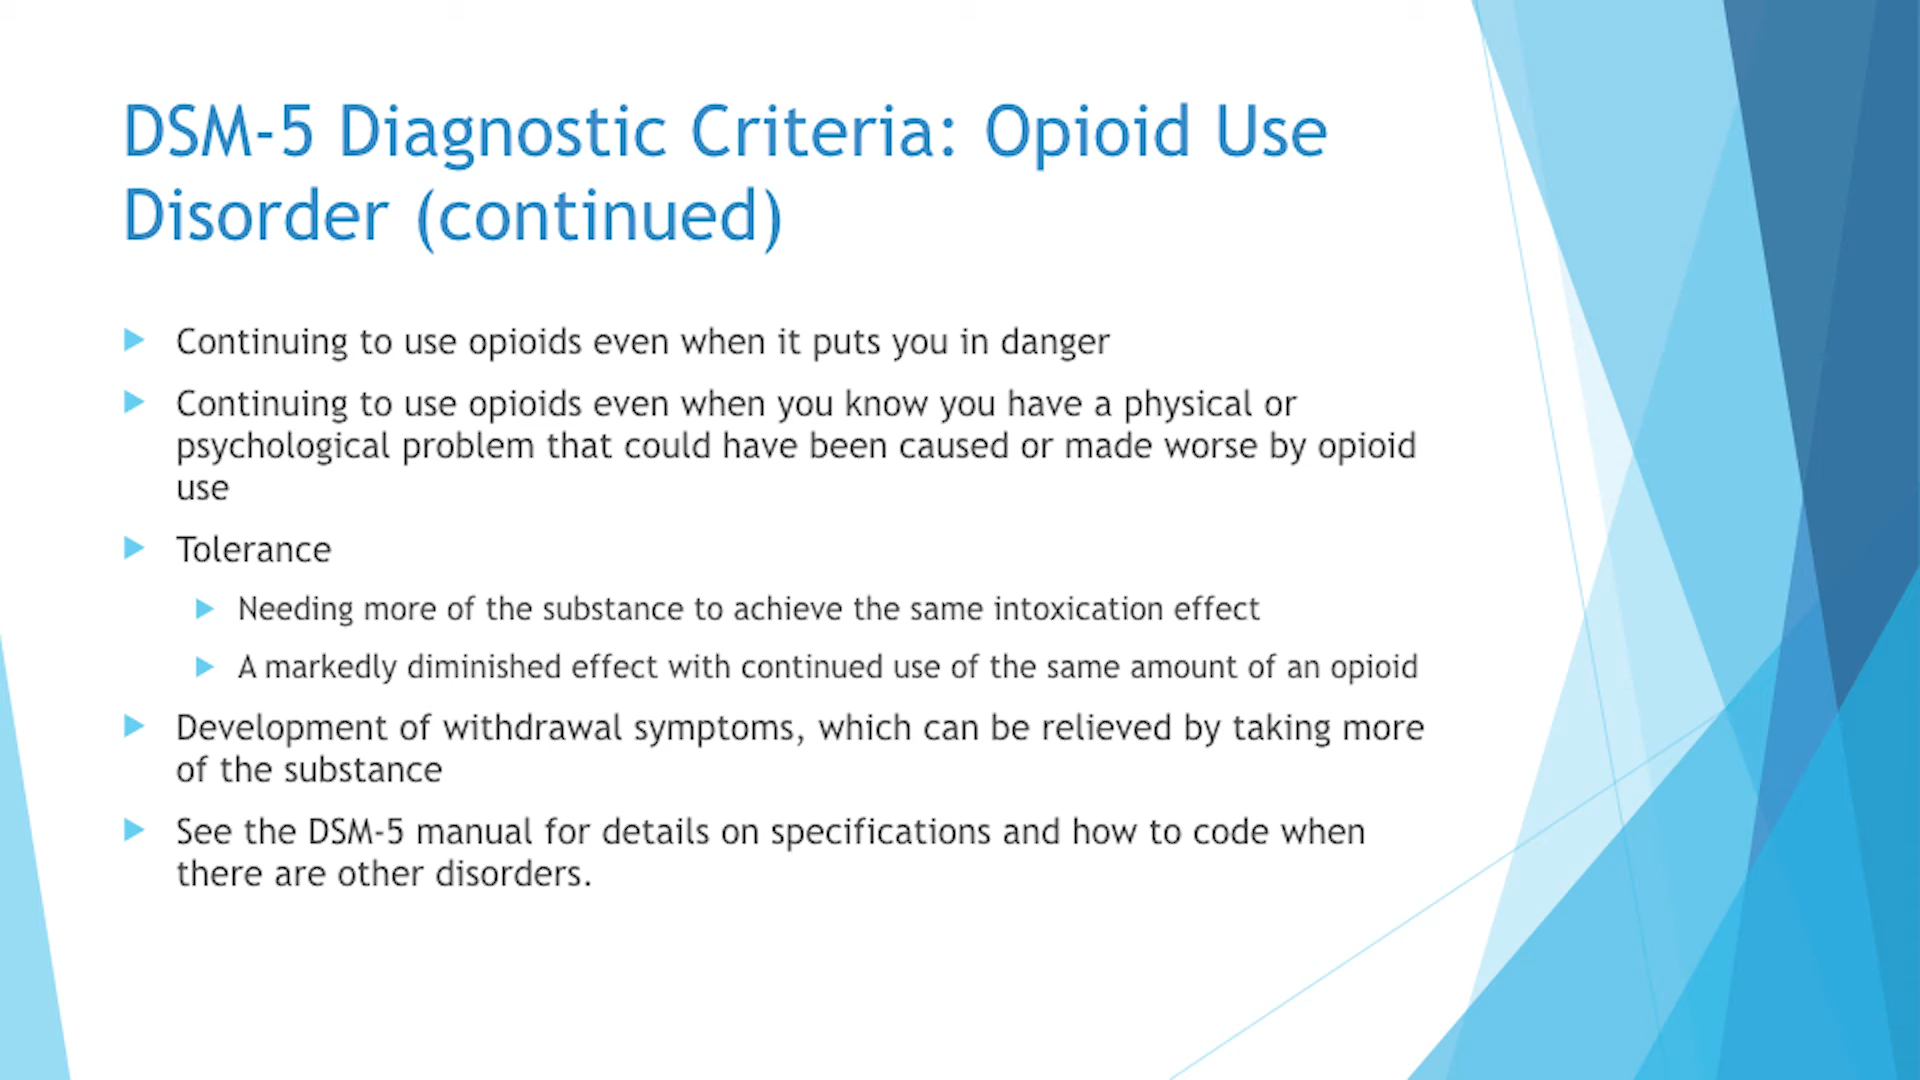 DSM-5 Diagnostic Criteria: Opioid Use
Disorder (continued)
Continuing to use opioids even when it puts you in danger
Continuing to use opioids even when you know you have a physical or
psychological problem that could have been caused or made worse by opioid
use
Tolerance
Needing more of the substance to achieve the same intoxication effect
A markedly diminished effect with continued use of the same amount of an opioid
Development of withdrawal symptoms, which can be relieved by taking more
of the substance
See the DSM-5 manual for details on specifications and how to code when
there are other disorders.